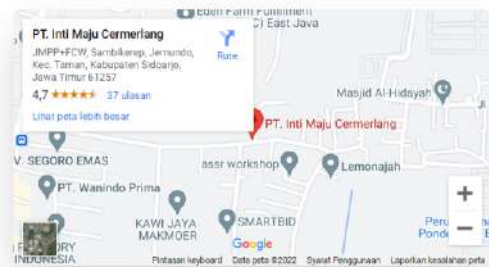 PT. Inti Maju Cermerlang
JMPP+FCW, Sambikerep, Jemundo,
Kec. Taman, Kabupaten Sidoarjo,
Jawa Timur 61257
Rute
4,7
37 ulasan
Lihat peta lebih besar
Eden Farm Fulfillment
C) East Java
Masjid Al-Hidayah
PT. Inti Maju Cermerlang
V. SEGORO EMAS
assr workshop
Lemonajah
PT. Wanindo Prima
KAWI JAYA
MAKMOER
SMARTBID
INDONESIA
Google
Pintasan keyboard
Data peta ©2022
Syarat Penggunaan
Laporkan kesalahan peta